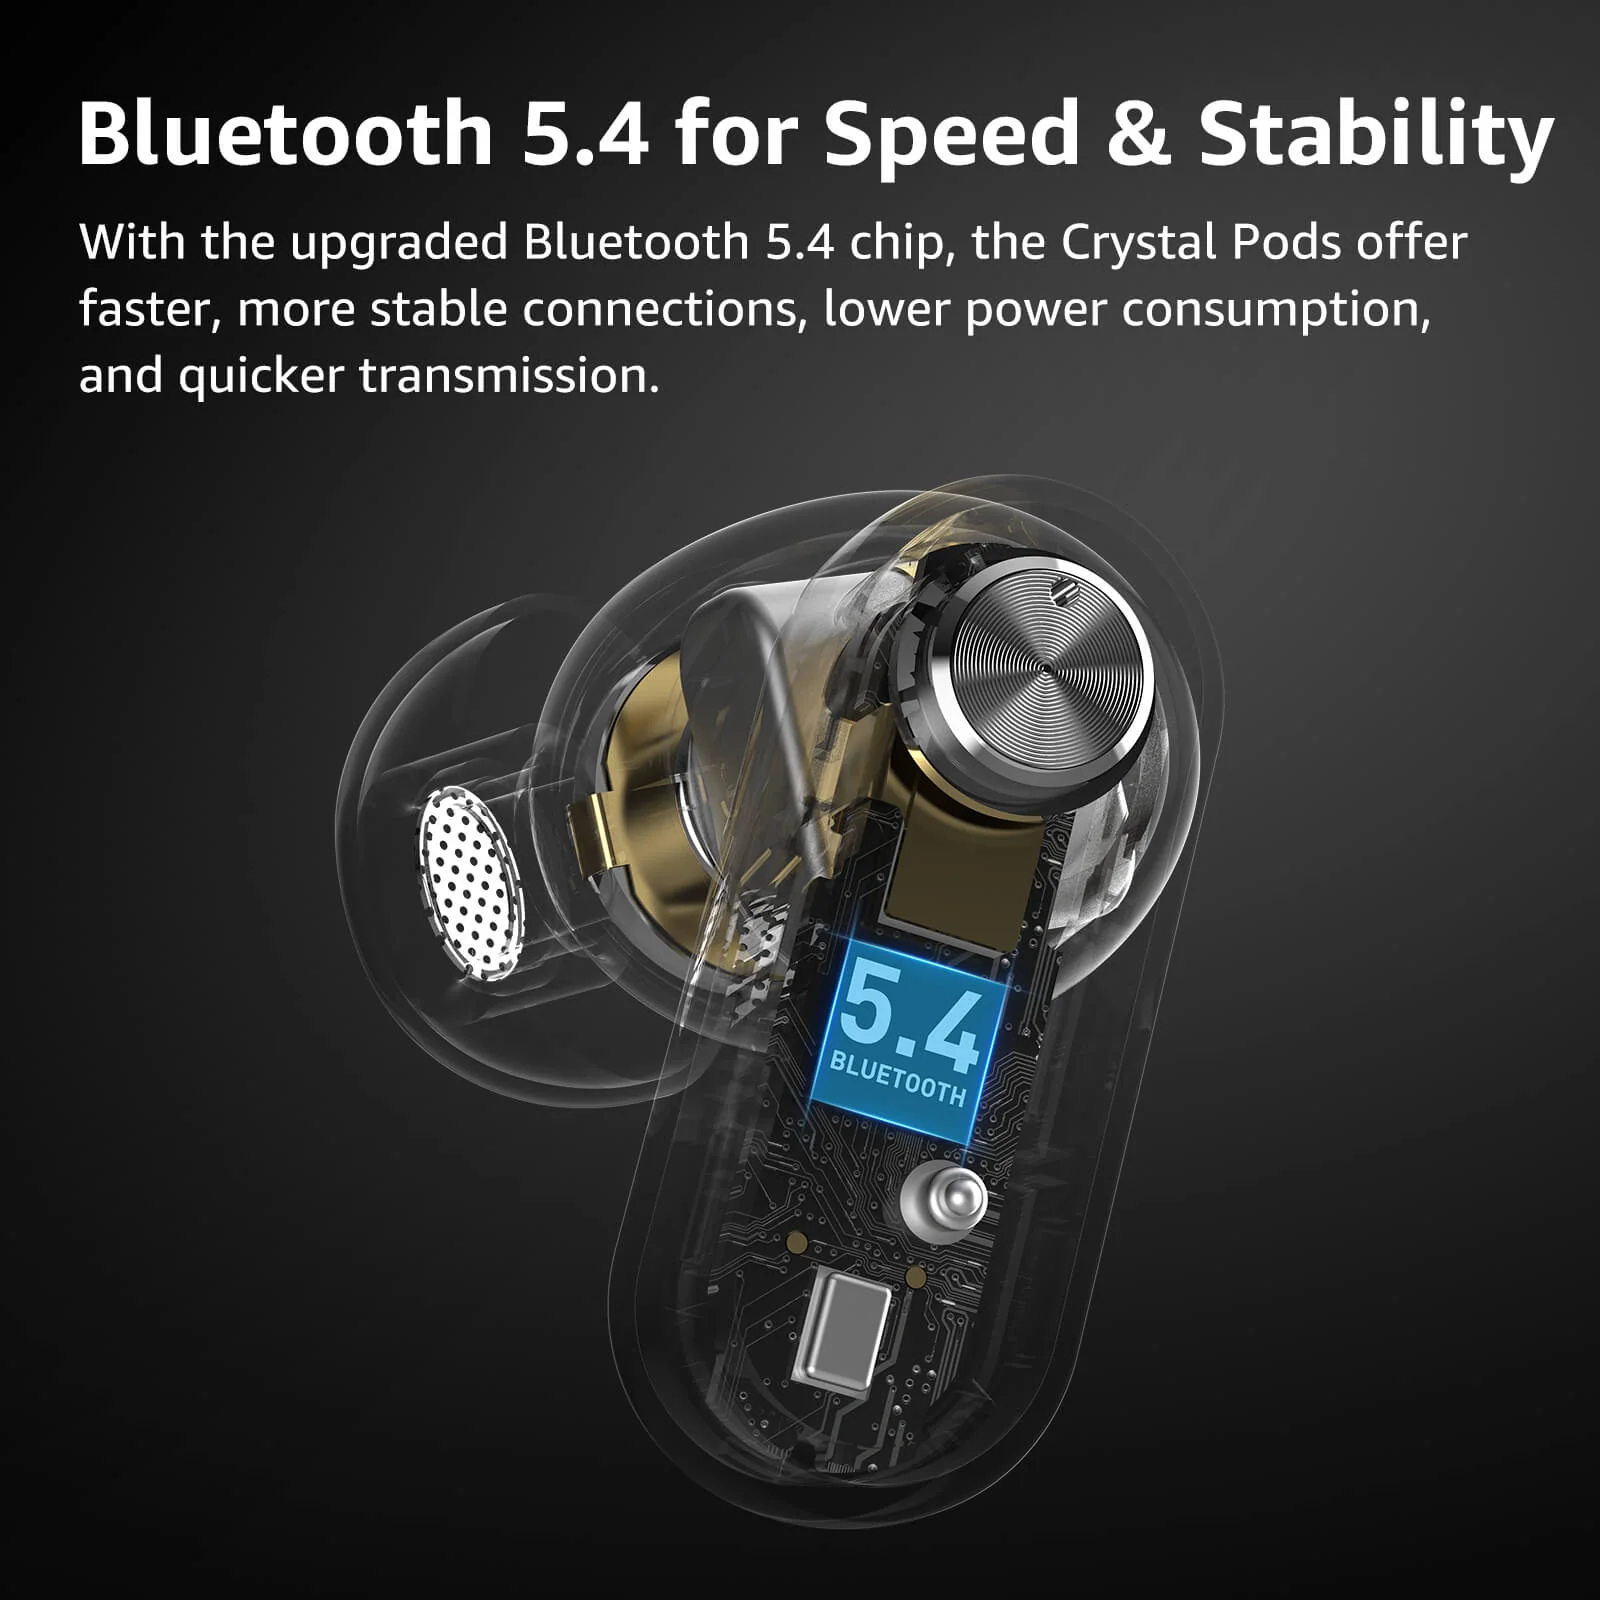 Bluetooth 5.4 for Speed & Stability
With the upgraded Bluetooth 5.4 chip, the Crystal Pods offer
faster, more stable connections, lower power consumption,
and quicker transmission.
5.4
BLUETOOTH